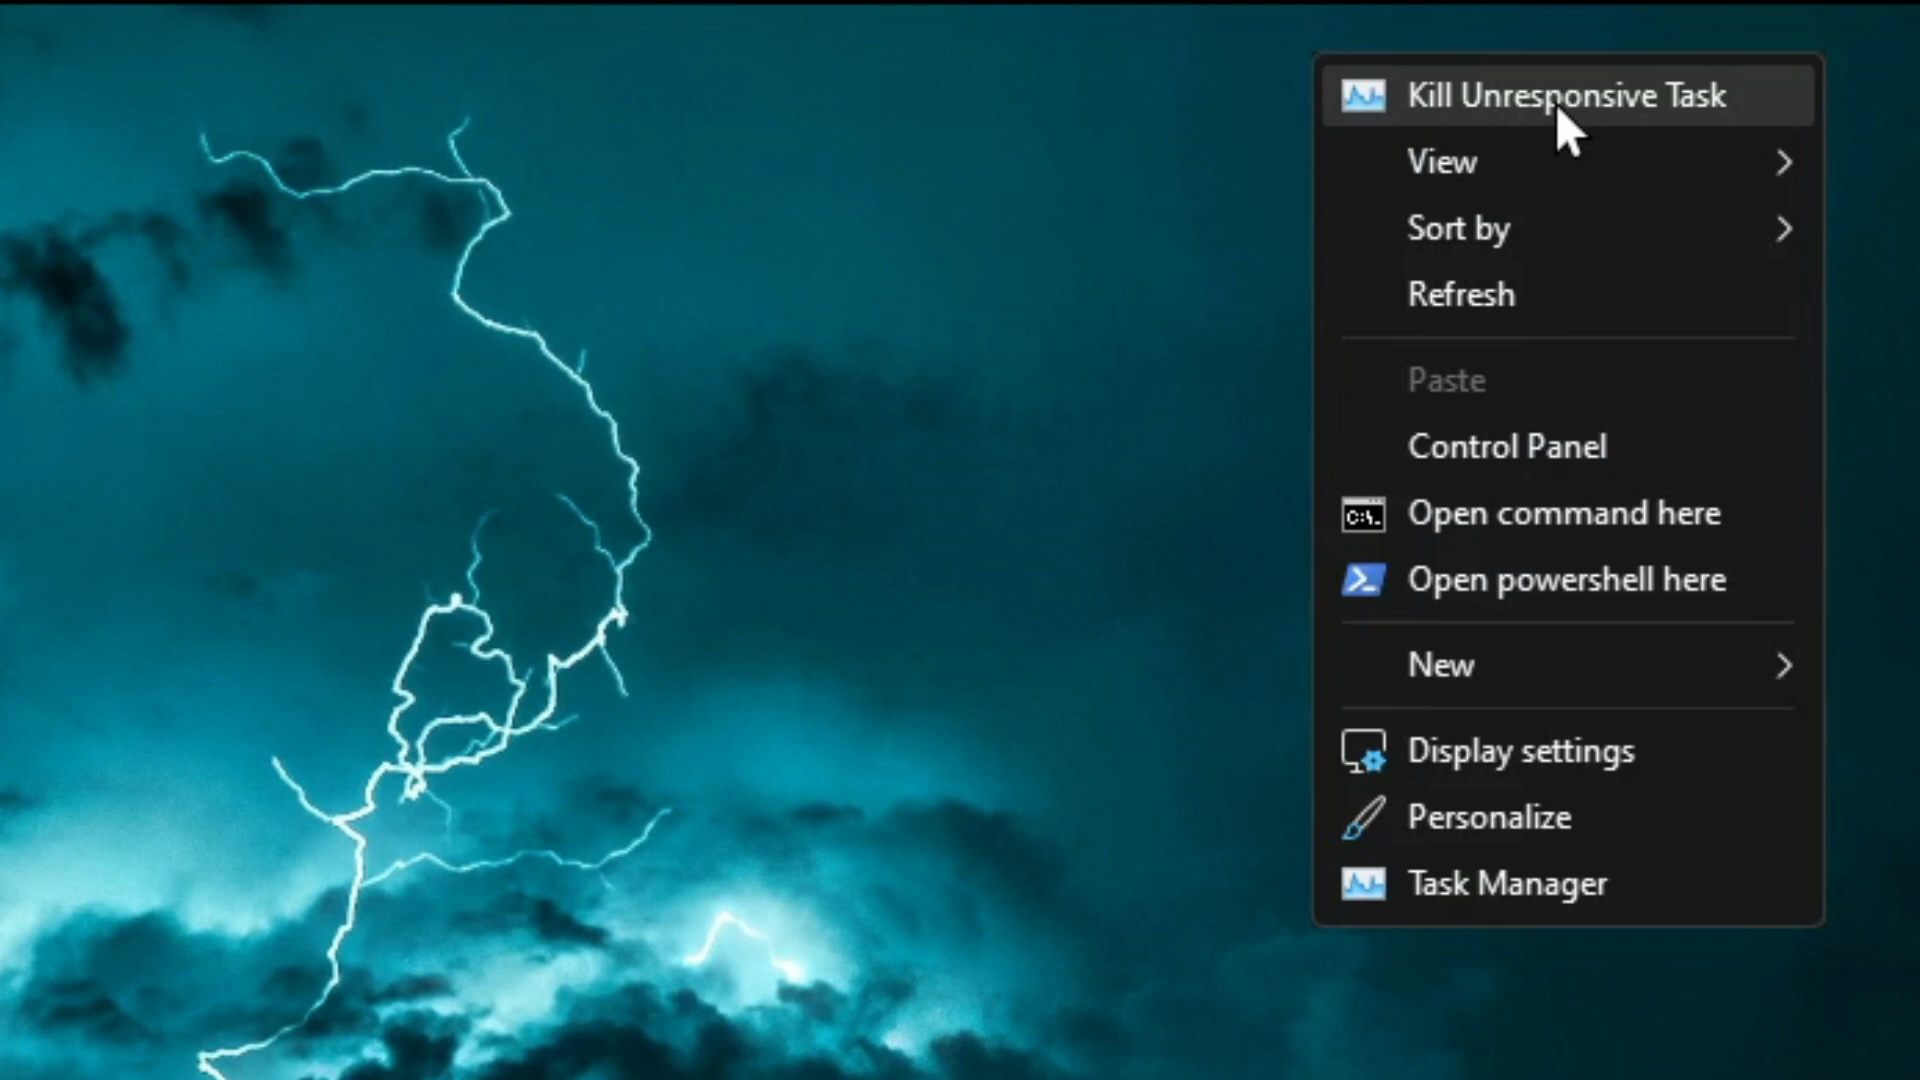 Kill Unresponsive Task
View
Sort by
Refresh
Paste
Control Panel
C:\.
Open command here
Open powershell here
New
Display settings
Personalize
Task Manager